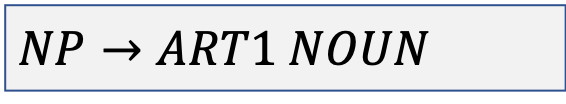 NP → ART1 NOUN